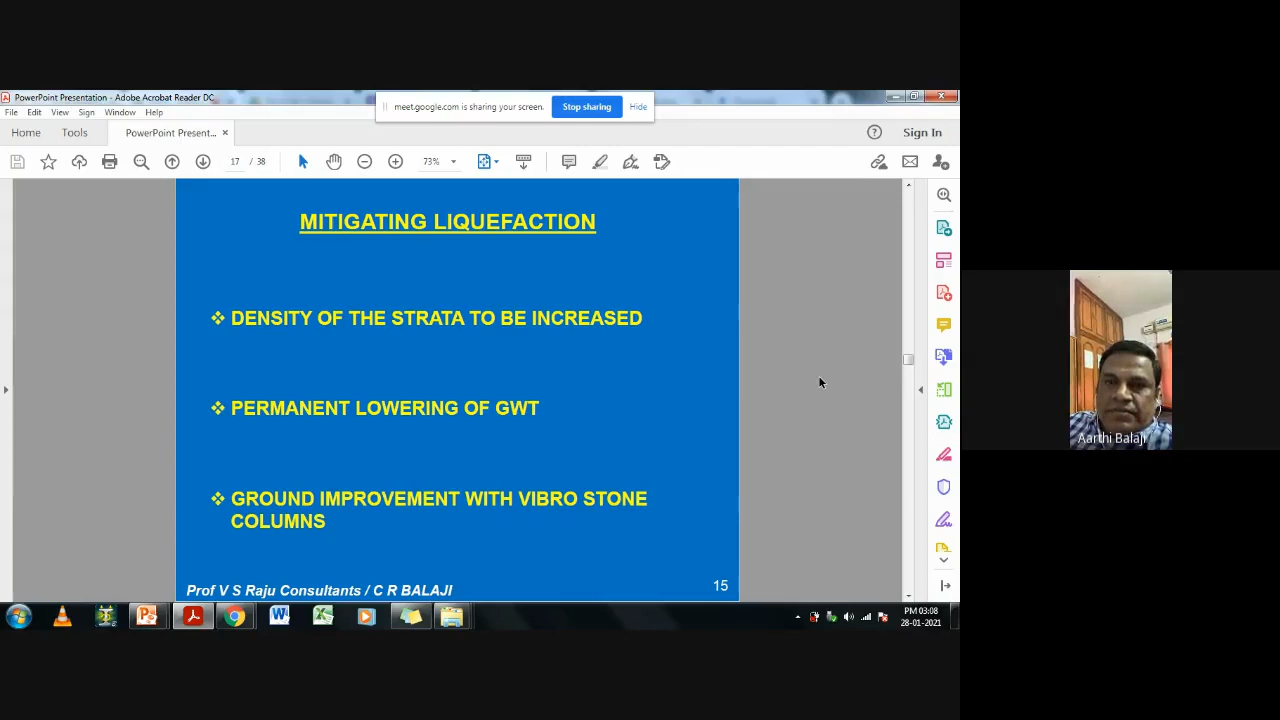 PowerPoint Presentation - Adobe Acrobat Reader DC
meet.google.com is sharing your screen.
Stop sharing
Hide
File Edit View Sign Window Help
Home Tools PowerPoint Present... ×
Sign In
17 / 38
73%
MITIGATING LIQUEFACTION
❖ DENSITY OF THE STRATA TO BE INCREASED
❖ PERMANENT LOWERING OF GWT
❖ GROUND IMPROVEMENT WITH VIBRO STONE
COLUMNS
Prof V S Raju Consultants / C R BALAJI
15
Aarthi Balaji
PM 03:08
28-01-2021